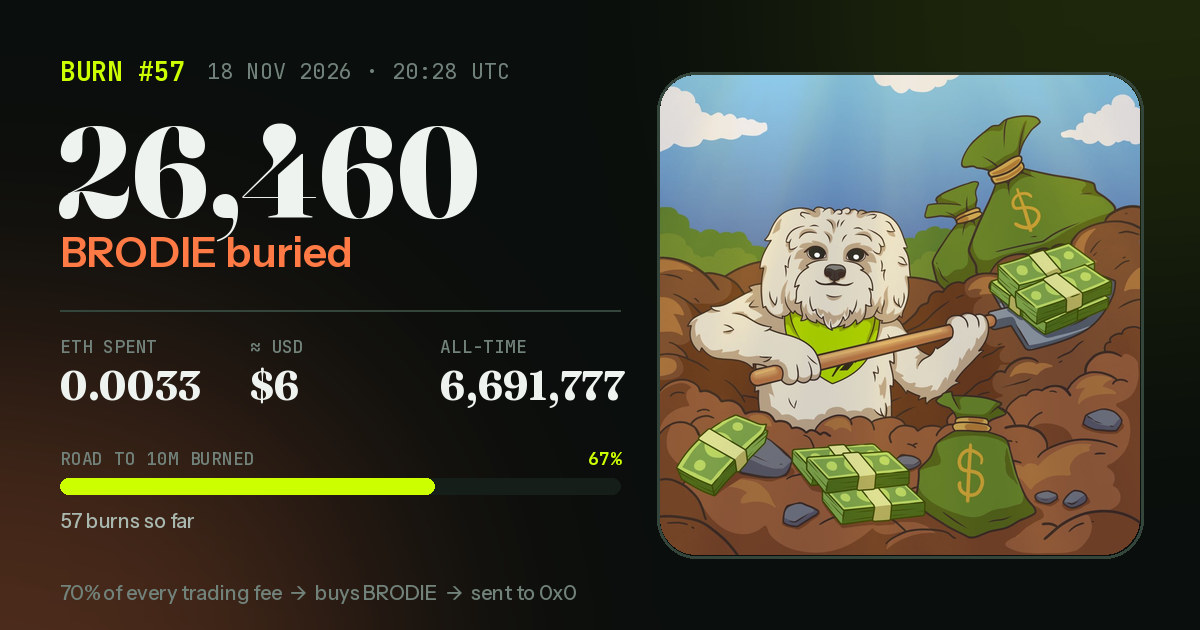 BURN #57 18 NOV 2026 · 20:28 UTC
26,460
BRODIE buried
ETH SPENT ≈ USD ALL-TIME
0.0033 $6 6,691,777
ROAD TO 10M BURNED 67%
57 burns so far
70% of every trading fee → buys BRODIE → sent to 0x0
$
$